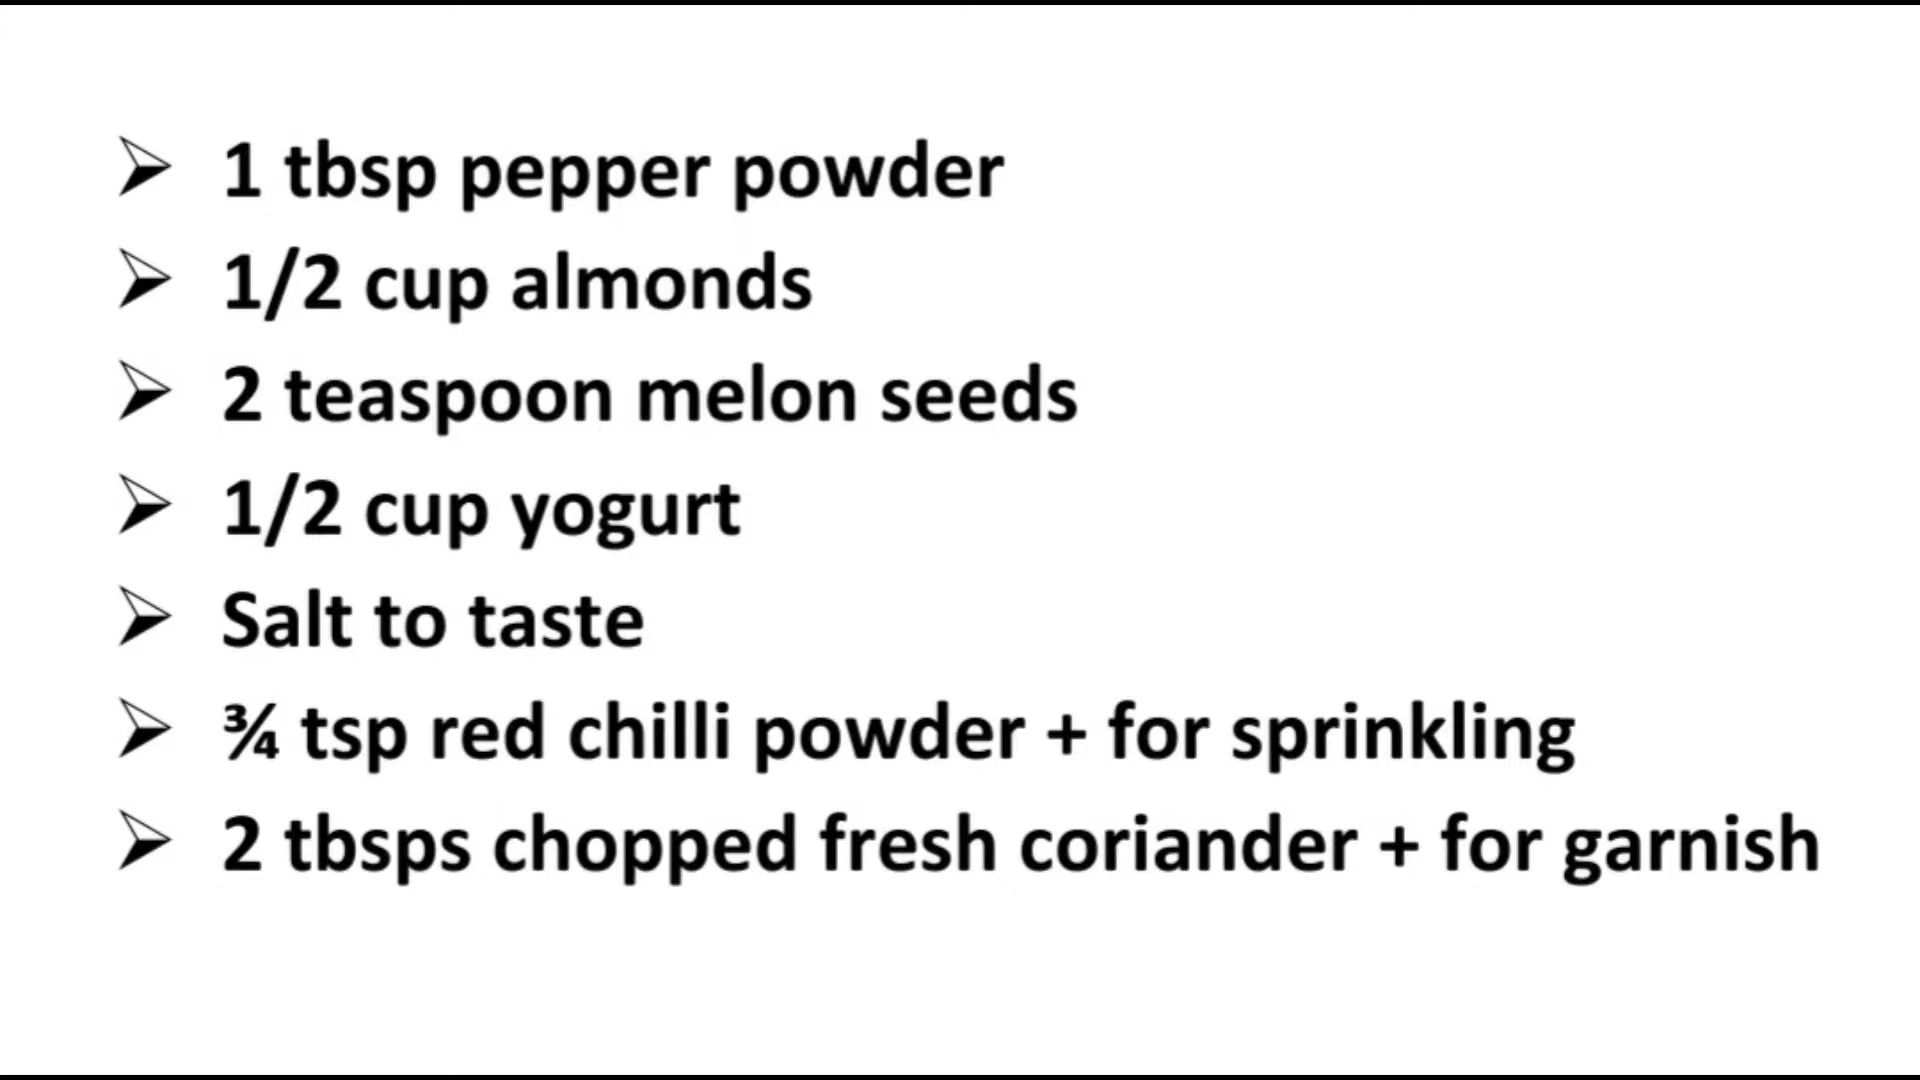 ➢ 1 tbsp pepper powder
➢ 1/2 cup almonds
➢ 2 teaspoon melon seeds
➢ 1/2 cup yogurt
➢ Salt to taste
➢ ¾ tsp red chilli powder + for sprinkling
➢ 2 tbsps chopped fresh coriander + for garnish